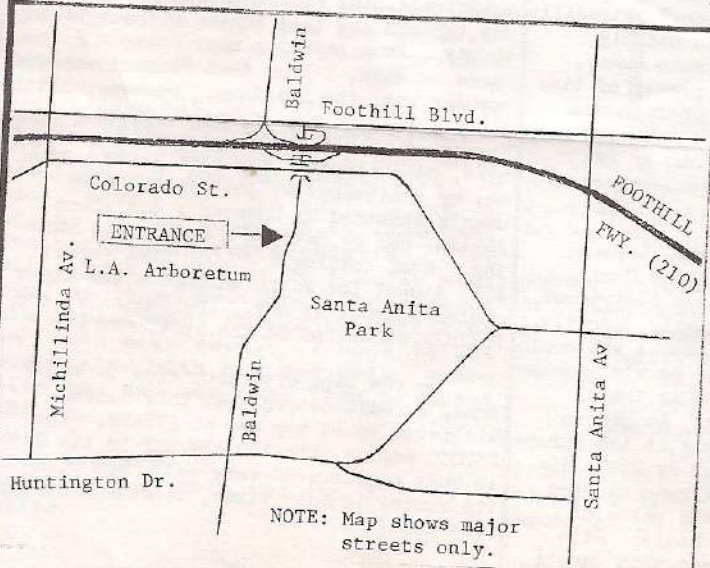 Baldwin
Foothill Blvd.
Colorado St.
FOOTHILL
FWY. (210)
ENTRANCE
L.A. Arboretum
Santa Anita
Park
Michillinda Av.
Baldwin
Santa Anita Av
Huntington Dr.
NOTE: Map shows major
streets only.